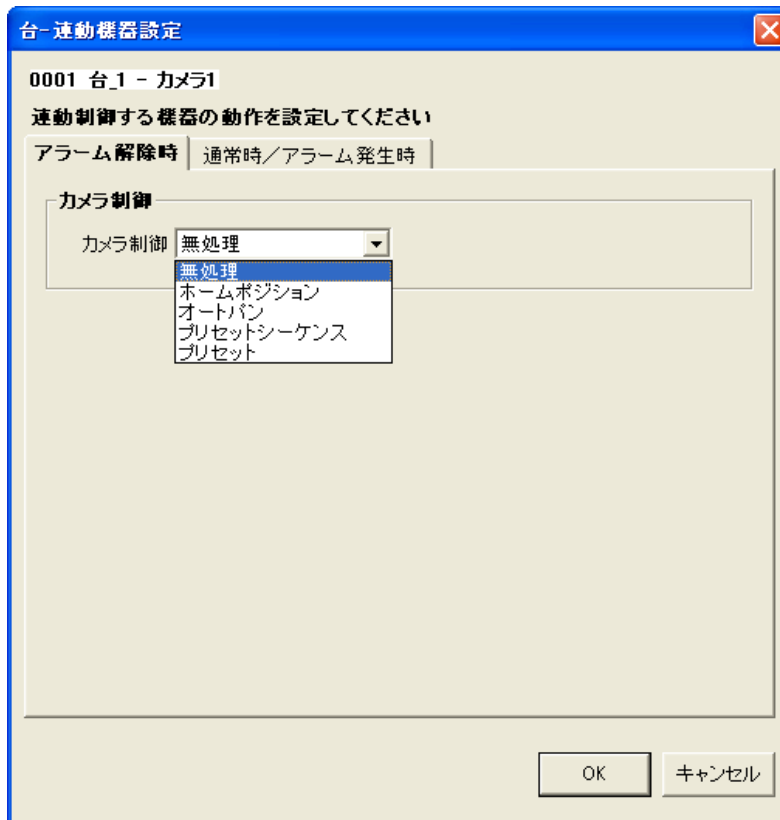 台-連動機器設定
0001 台_1 - カメラ1
連動制御する機器の動作を設定してください
アラーム解除時 通常時／アラーム発生時
カメラ制御
カメラ制御 無処理
無処理
ホームポジション
オートパン
プリセットシーケンス
プリセット
OK キャンセル